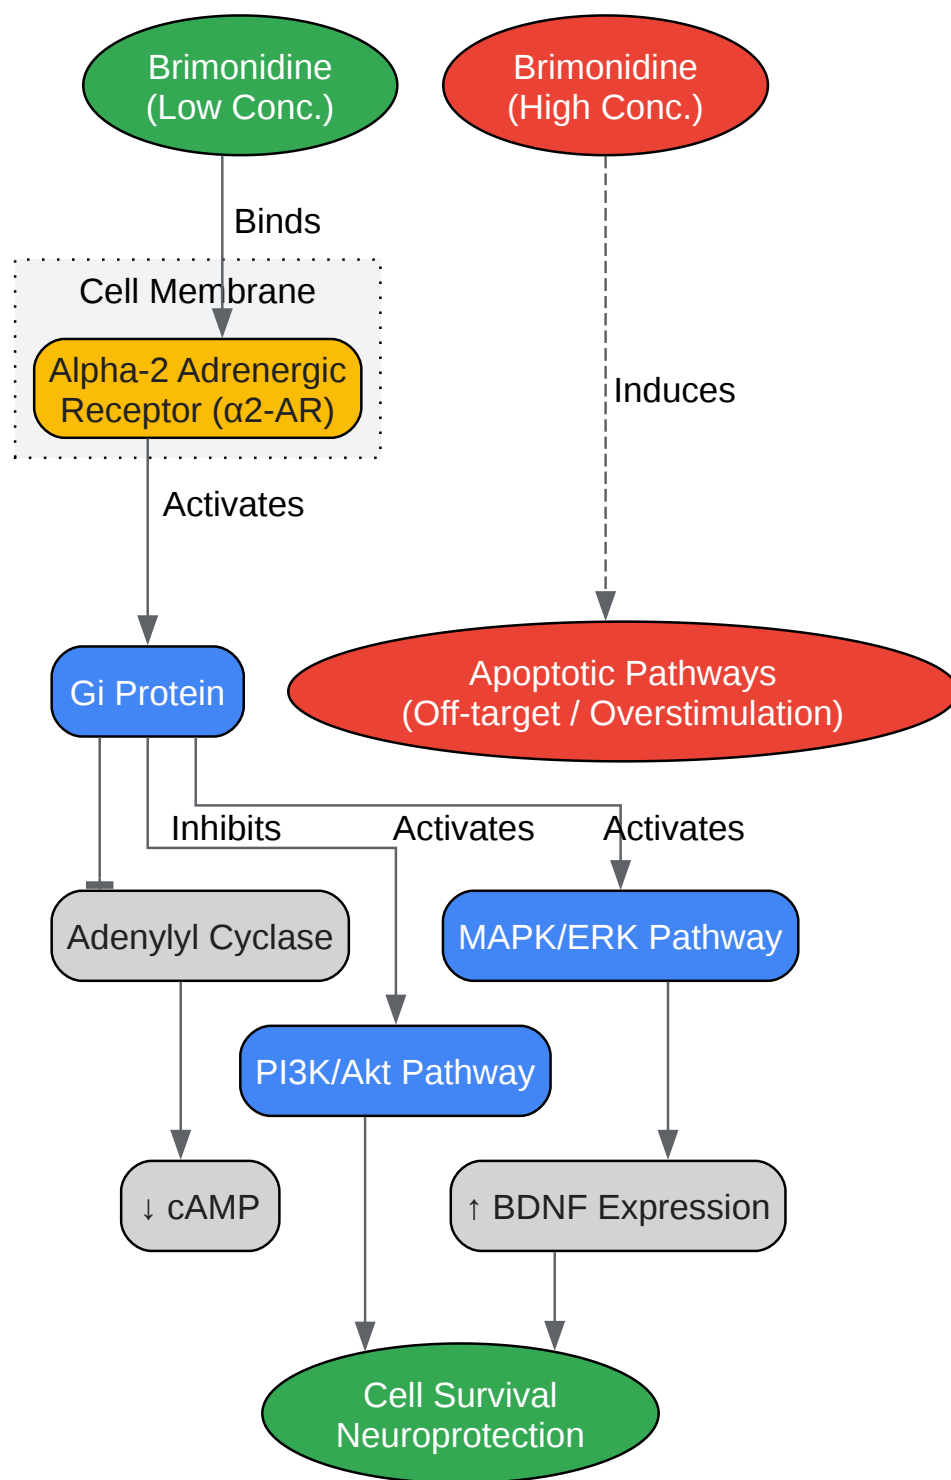 Brimonidine
(Low Conc.)
Brimonidine
(High Conc.)
Binds
Cell Membrane
Alpha-2 Adrenergic
Receptor (α2-AR)
Induces
Activates
Gi Protein
Apoptotic Pathways
(Off-target / Overstimulation)
Inhibits
Activates
Activates
Adenylyl Cyclase
MAPK/ERK Pathway
PI3K/Akt Pathway
↓ cAMP
↑ BDNF Expression
Cell Survival
Neuroprotection